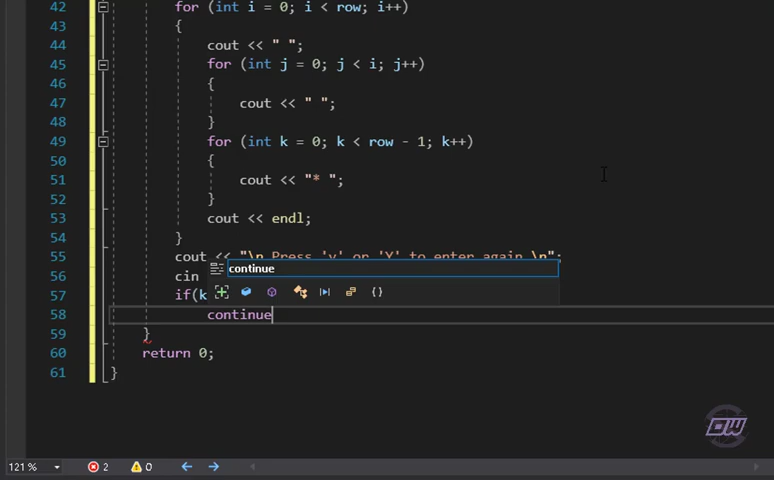 42 for (int i = 0; i < row; i++)
43 {
44 cout << " ";
45 for (int j = 0; j < i; j++)
46 {
47 cout << " ";
48 }
49 for (int k = 0; k < row - 1; k++)
50 {
51 cout << "* ";
52 }
53 cout << endl;
54 }
55 cout << "\n Press 'y' or 'Y' to enter again \n";
continue
56 cin
57 if(k
58 continue
59 }
60 return 0;
61 }
DW
121 % 2 0